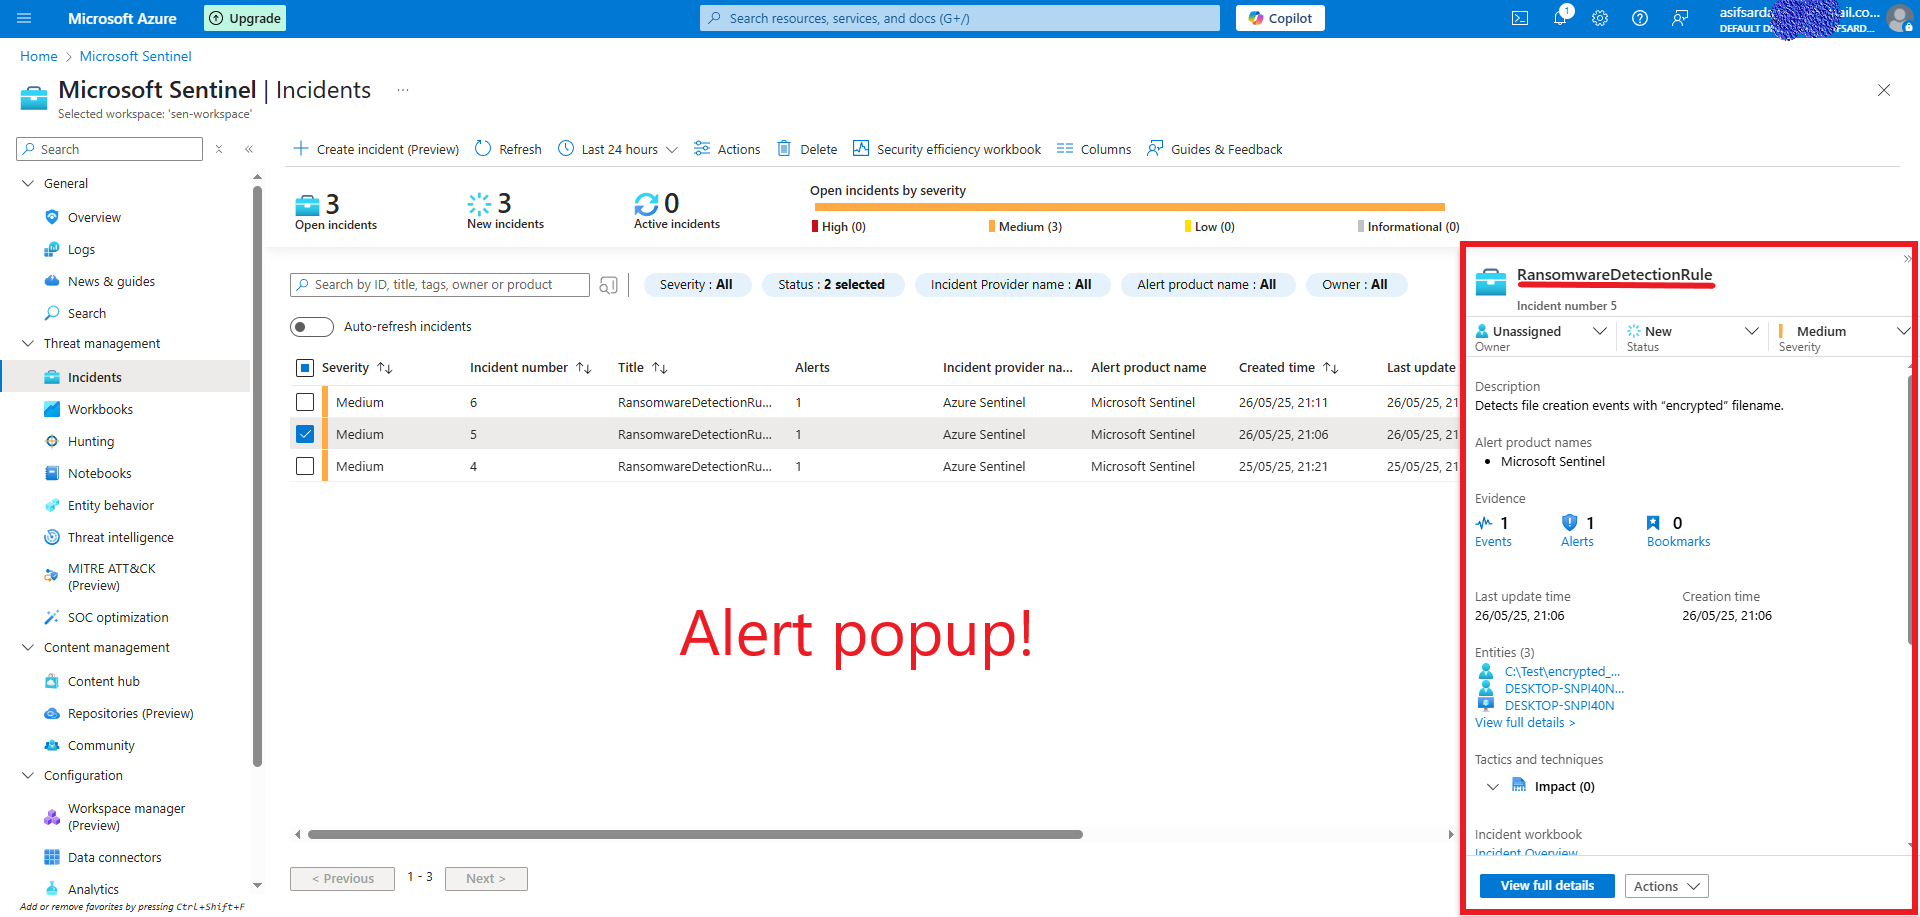 Microsoft Azure
Upgrade
Search resources, services, and docs (G+/)
Copilot
1
asifsarda
ail.co...
DEFAULT D
FSARD...
Home > Microsoft Sentinel
Microsoft Sentinel | Incidents ...
Selected workspace: 'sen-workspace'
Search
General
Overview
Logs
News & guides
Search
Threat management
Incidents
Workbooks
Hunting
Notebooks
Entity behavior
Threat intelligence
MITRE ATT&CK
(Preview)
SOC optimization
Content management
Content hub
Repositories (Preview)
Community
Configuration
Workspace manager
(Preview)
Data connectors
Analytics
Add or remove favorites by pressing Ctrl+Shift+F
Create incident (Preview) Refresh Last 24 hours Actions Delete Security efficiency workbook Columns Guides & Feedback
3
Open incidents
3
New incidents
0
Active incidents
Open incidents by severity
High (0) Medium (3) Low (0) Informational (0)
Search by ID, title, tags, owner or product
Severity : All
Status : 2 selected
Incident Provider name : All
Alert product name : All
Owner : All
Auto-refresh incidents
Severity Incident number Title Alerts Incident provider na... Alert product name Created time Last update
Medium 6 RansomwareDetectionRu... 1 Azure Sentinel Microsoft Sentinel 26/05/25, 21:11 26/05/25, 21
Medium 5 RansomwareDetectionRu... 1 Azure Sentinel Microsoft Sentinel 26/05/25, 21:06 26/05/25, 21
Medium 4 RansomwareDetectionRu... 1 Azure Sentinel Microsoft Sentinel 25/05/25, 21:21 25/05/25, 21
Alert popup!
< Previous 1 - 3 Next >
RansomwareDetectionRule
Incident number 5
Unassigned
Owner
New
Status
Medium
Severity
Description
Detects file creation events with “encrypted” filename.
Alert product names
• Microsoft Sentinel
Evidence
1
Events
1
Alerts
0
Bookmarks
Last update time
26/05/25, 21:06
Creation time
26/05/25, 21:06
Entities (3)
C:\Test\encrypted_...
DESKTOP-SNPI40N...
DESKTOP-SNPI40N
View full details >
Tactics and techniques
Impact (0)
Incident workbook
Incident Overview
View full details
Actions